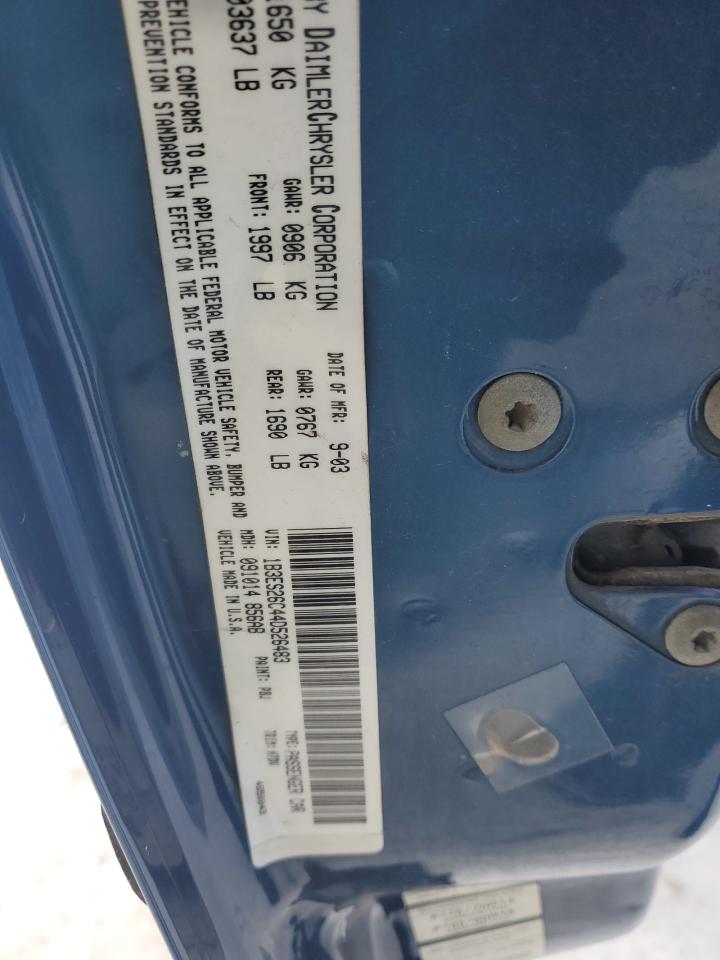 BY DAIMLERCHRYSLER CORPORATION
DATE OF MFR: 9-03
1650 KG
GAWR: 0906 KG
GAWR: 0767 KG
03637 LB
FRONT: 1997 LB
REAR: 1690 LB
VEHICLE CONFORMS TO ALL APPLICABLE FEDERAL MOTOR VEHICLE SAFETY, BUMPER AND
PREVENTION STANDARDS IN EFFECT ON THE DATE OF MANUFACTURE SHOWN ABOVE.
VIN: 1B3ES26C44D526483
TYPE: PASSENGER CAR
MDH: 091014 856AB
PAINT: PBJ
TRIM:
VEHICLE MADE IN U.S.A.